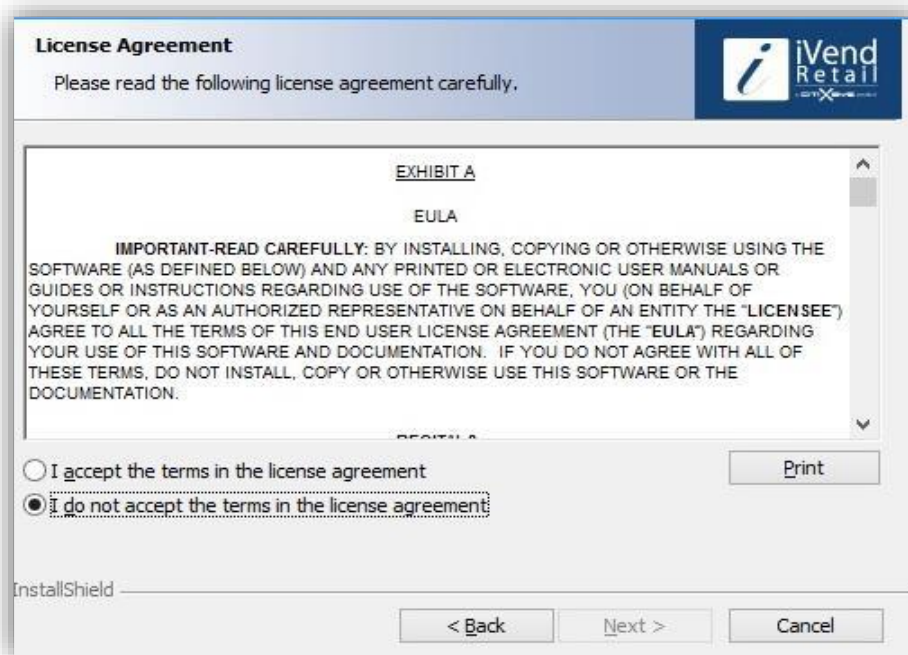 License Agreement
Please read the following license agreement carefully.
iVend
Retail
EXHIBIT A
EULA
IMPORTANT-READ CAREFULLY: BY INSTALLING, COPYING OR OTHERWISE USING THE
SOFTWARE (AS DEFINED BELOW) AND ANY PRINTED OR ELECTRONIC USER MANUALS OR
GUIDES OR INSTRUCTIONS REGARDING USE OF THE SOFTWARE, YOU (ON BEHALF OF
YOURSELF OR AS AN AUTHORIZED REPRESENTATIVE ON BEHALF OF AN ENTITY THE "LICENSEE")
AGREE TO ALL THE TERMS OF THIS END USER LICENSE AGREEMENT (THE "EULA") REGARDING
YOUR USE OF THIS SOFTWARE AND DOCUMENTATION. IF YOU DO NOT AGREE WITH ALL OF
THESE TERMS, DO NOT INSTALL, COPY OR OTHERWISE USE THIS SOFTWARE OR THE
DOCUMENTATION.
I accept the terms in the license agreement
Print
I do not accept the terms in the license agreement
InstallShield
< Back
Next >
Cancel